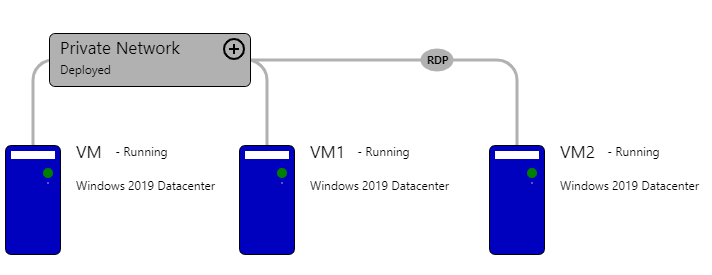 Private Network
Deployed
RDP
VM - Running
Windows 2019 Datacenter
VM1 - Running
Windows 2019 Datacenter
VM2 - Running
Windows 2019 Datacenter